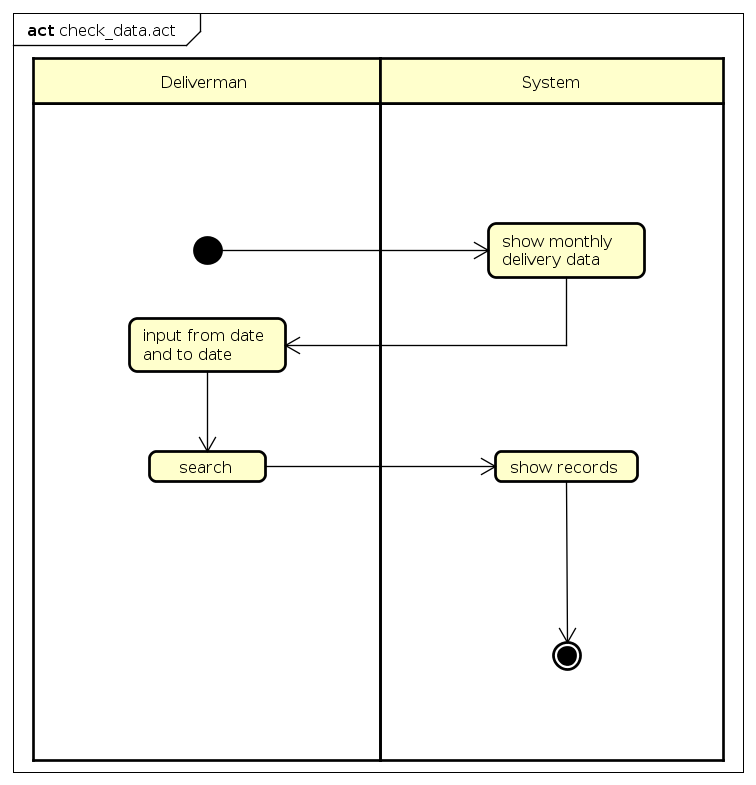 act check_data.act
Deliverman
System
show monthly
delivery data
input from date
and to date
search
show records